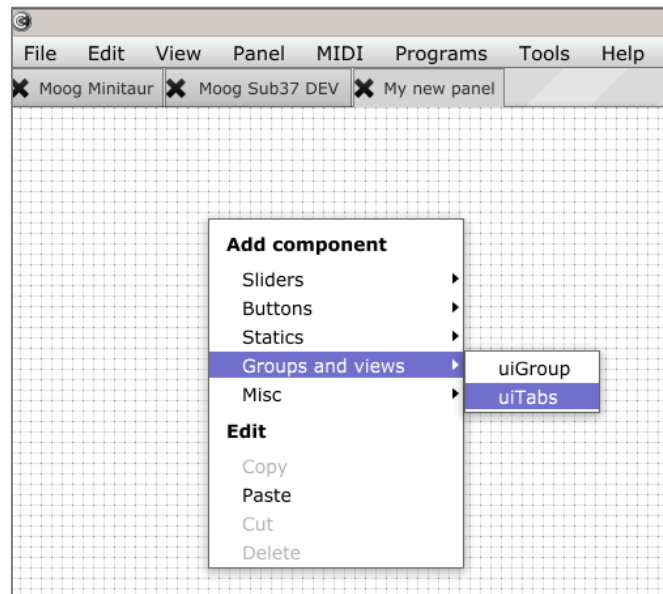 File Edit View Panel MIDI Programs Tools Help
Moog Minitaur Moog Sub37 DEV My new panel
Add component
Sliders
Buttons
Statics
Groups and views
uiGroup
uiTabs
Misc
Edit
Copy
Paste
Cut
Delete